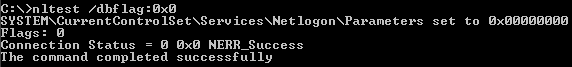 C:\>nltest /dbflag:0x0
SYSTEM\CurrentControlSet\Services\Netlogon\Parameters set to 0x00000000
Flags: 0
Connection Status = 0 0x0 NERR_Success
The command completed successfully